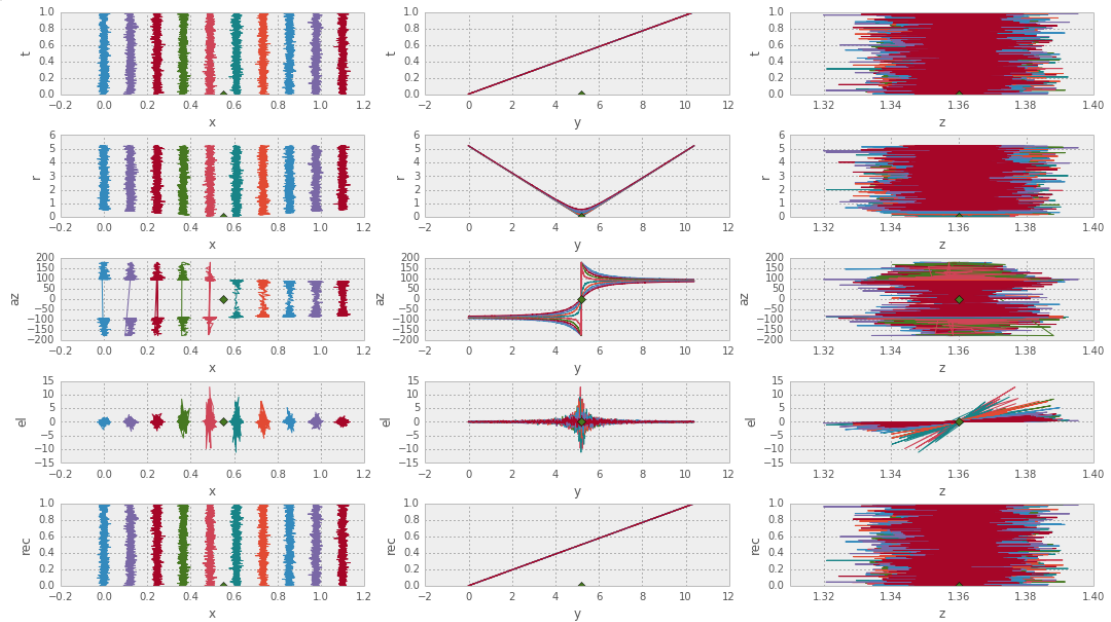 1.0 0.8 0.6 0.4 0.2 0.0 t
−0.2 0.0 0.2 0.4 0.6 0.8 1.0 1.2
x
1.0 0.8 0.6 0.4 0.2 0.0 t
−2 0 2 4 6 8 10 12
y
1.0 0.8 0.6 0.4 0.2 0.0 t
1.32 1.34 1.36 1.38 1.40
z
6 5 4 3 2 1 0 r
−0.2 0.0 0.2 0.4 0.6 0.8 1.0 1.2
x
6 5 4 3 2 1 0 r
−2 0 2 4 6 8 10 12
y
6 5 4 3 2 1 0 r
1.32 1.34 1.36 1.38 1.40
z
200 150 100 50 0 −50 −100 −150 −200 az
−0.2 0.0 0.2 0.4 0.6 0.8 1.0 1.2
x
200 150 100 50 0 −50 −100 −150 −200 az
−2 0 2 4 6 8 10 12
y
200 150 100 50 0 −50 −100 −150 −200 az
1.32 1.34 1.36 1.38 1.40
z
15 10 5 0 −5 −10 −15 el
−0.2 0.0 0.2 0.4 0.6 0.8 1.0 1.2
x
15 10 5 0 −5 −10 −15 el
−2 0 2 4 6 8 10 12
y
15 10 5 0 −5 −10 −15 el
1.32 1.34 1.36 1.38 1.40
z
1.0 0.8 0.6 0.4 0.2 0.0 rec
−0.2 0.0 0.2 0.4 0.6 0.8 1.0 1.2
x
1.0 0.8 0.6 0.4 0.2 0.0 rec
−2 0 2 4 6 8 10 12
y
1.0 0.8 0.6 0.4 0.2 0.0 rec
1.32 1.34 1.36 1.38 1.40
z